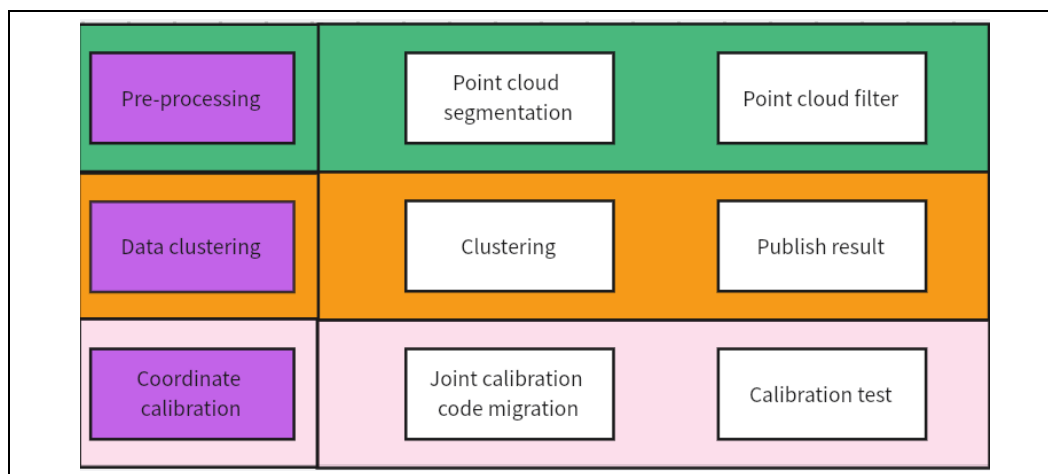 Pre-processing
Point cloud
segmentation
Point cloud filter
Data clustering
Clustering
Publish result
Coordinate
calibration
Joint calibration
code migration
Calibration test